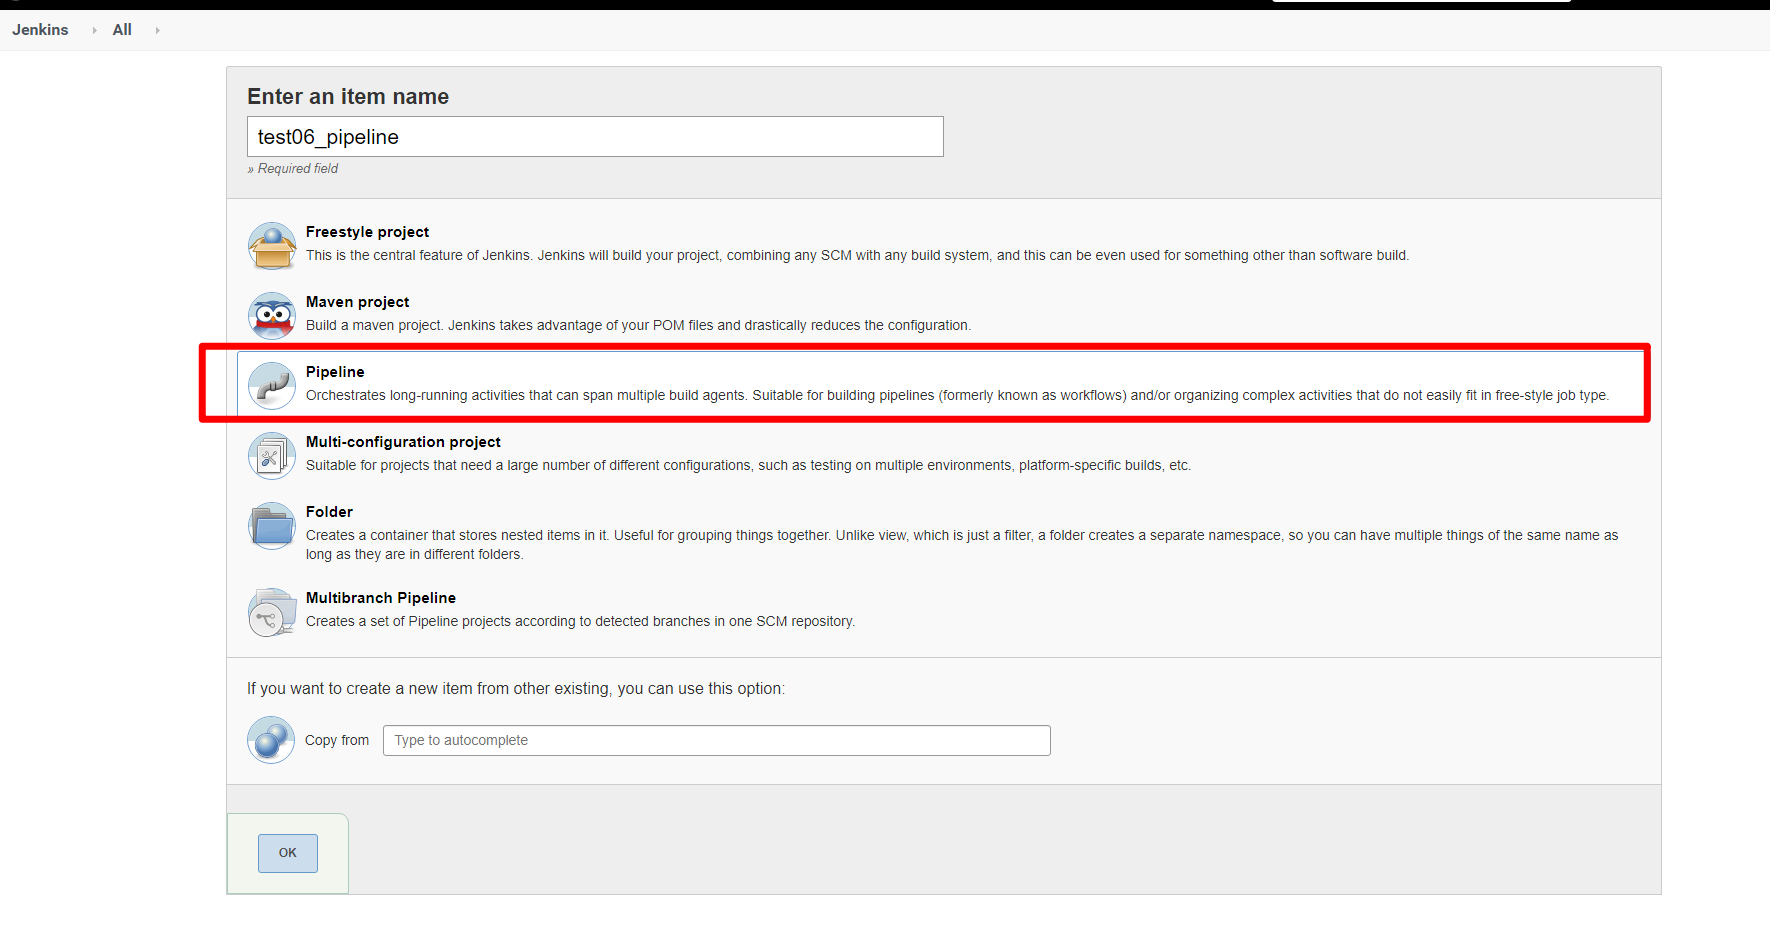 Jenkins
All
Enter an item name
test06_pipeline
» Required field
Freestyle project
This is the central feature of Jenkins. Jenkins will build your project, combining any SCM with any build system, and this can be even used for something other than software build.
Maven project
Build a maven project. Jenkins takes advantage of your POM files and drastically reduces the configuration.
Pipeline
Orchestrates long-running activities that can span multiple build agents. Suitable for building pipelines (formerly known as workflows) and/or organizing complex activities that do not easily fit in free-style job type.
Multi-configuration project
Suitable for projects that need a large number of different configurations, such as testing on multiple environments, platform-specific builds, etc.
Folder
Creates a container that stores nested items in it. Useful for grouping things together. Unlike view, which is just a filter, a folder creates a separate namespace, so you can have multiple things of the same name as
long as they are in different folders.
Multibranch Pipeline
Creates a set of Pipeline projects according to detected branches in one SCM repository.
If you want to create a new item from other existing, you can use this option:
Copy from
Type to autocomplete
OK